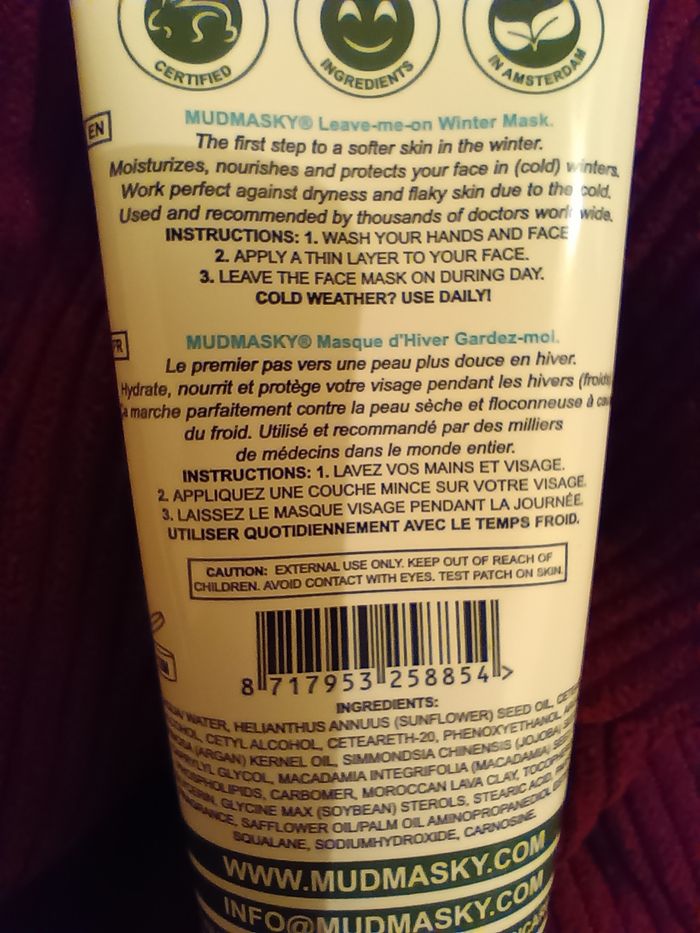 CERTIFIED
INGREDIENTS
IN AMSTERDAM
EN
MUDMASKY® Leave-me-on Winter Mask.
The first step to a softer skin in the winter.
Moisturizes, nourishes and protects your face in (cold) winters.
Work perfect against dryness and flaky skin due to the cold.
Used and recommended by thousands of doctors worldwide.
INSTRUCTIONS: 1. WASH YOUR HANDS AND FACE
2. APPLY A THIN LAYER TO YOUR FACE.
3. LEAVE THE FACE MASK ON DURING DAY.
COLD WEATHER? USE DAILY!
FR
MUDMASKY® Masque d'Hiver Gardez-moi.
Le premier pas vers une peau plus douce en hiver.
Hydrate, nourrit et protège votre visage pendant les hivers (froids)
marche parfaitement contre la peau sèche et floconneuse à
du froid. Utilisé et recommandé par des milliers
de médecins dans le monde entier.
INSTRUCTIONS: 1. LAVEZ VOS MAINS ET VISAGE.
2. APPLIQUEZ UNE COUCHE MINCE SUR VOTRE VISAGE.
3. LAISSEZ LE MASQUE VISAGE PENDANT LA JOURNÉE.
UTILISER QUOTIDIENNEMENT AVEC LE TEMPS FROID.
CAUTION: EXTERNAL USE ONLY. KEEP OUT OF REACH OF
CHILDREN. AVOID CONTACT WITH EYES. TEST PATCH ON SKIN.
8 717953 258854 >
INGREDIENTS:
WATER, HELIANTHUS ANNUUS (SUNFLOWER) SEED OIL,
CETYL ALCOHOL, CETEARETH-20, PHENOXYETHANOL,
(ARGAN) KERNEL OIL, SIMMONDSIA CHINENSIS (JOJOBA)
GLYCOL, MACADAMIA INTEGRIFOLIA (MACADAMIA)
CARBOMER, MOROCCAN LAVA CLAY,
GLYCINE MAX (SOYBEAN) STEROLS, STEARIC ACID,
SAFFLOWER OIL/PALM OIL AMINOPROPANEDIOL
SQUALANE, SODIUMHYDROXIDE, CARNOSINE.
WWW.MUDMASKY.COM
INFO@MUDMASKY.COM